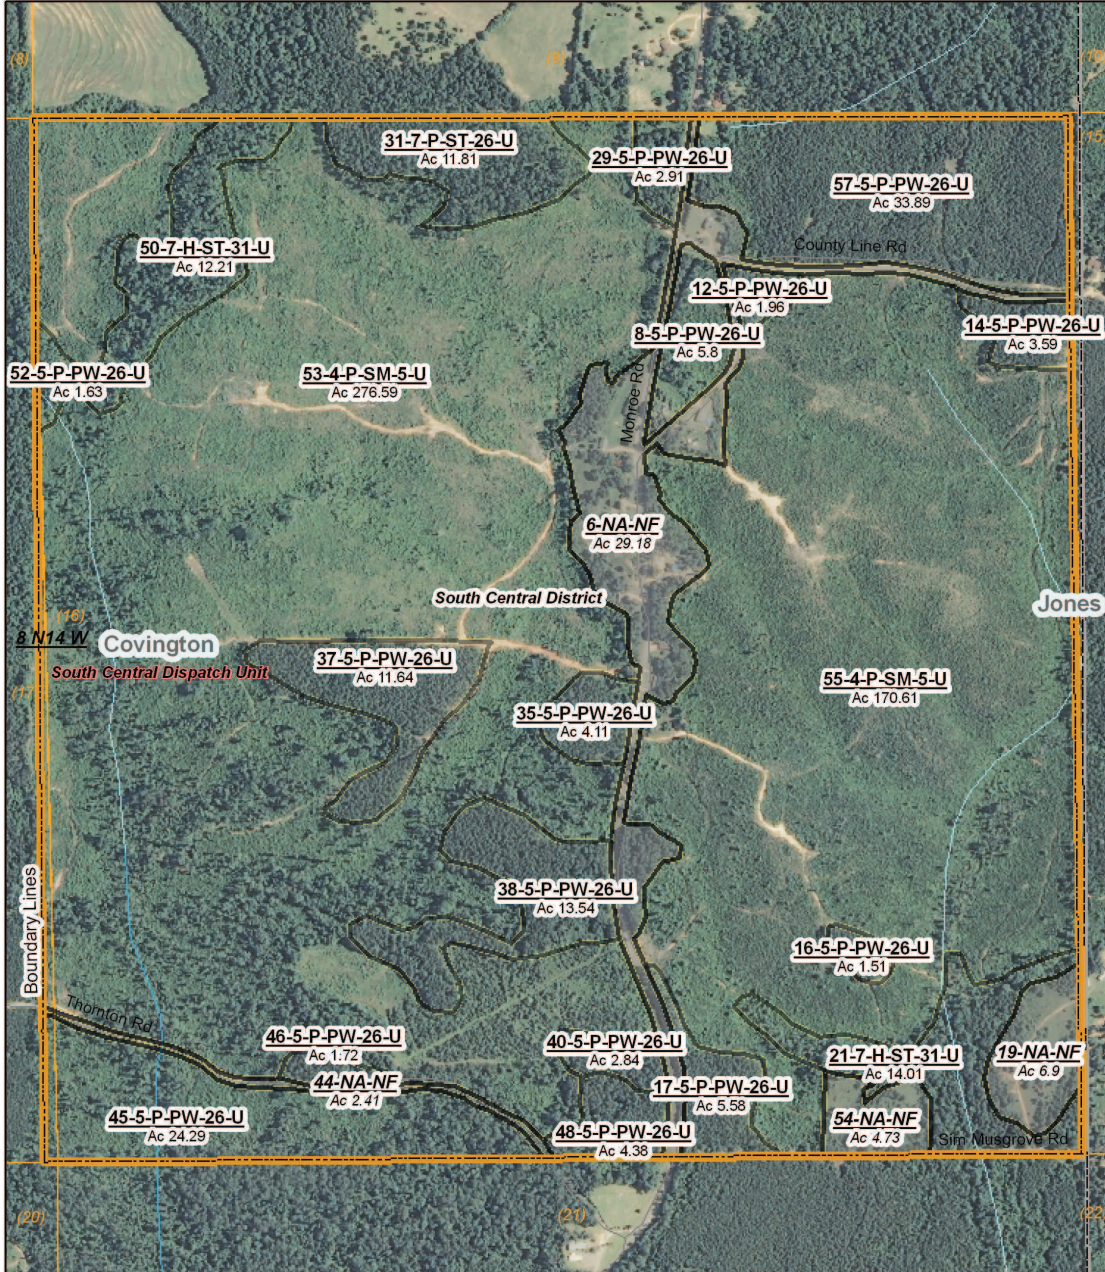 (8)
(9)
(10)
(15)
31-7-P-ST-26-U
Ac 11.81
29-5-P-PW-26-U
Ac 2.91
57-5-P-PW-26-U
Ac 33.89
50-7-H-ST-31-U
Ac 12.21
County Line Rd
12-5-P-PW-26-U
Ac 1.96
8-5-P-PW-26-U
Ac 5.8
14-5-P-PW-26-U
Ac 3.59
52-5-P-PW-26-U
Ac 1.63
53-4-P-SM-5-U
Ac 276.59
Monroe Rd
6-NA-NF
Ac 29.18
South Central District
Jones
(16)
8 N14 W
Covington
South Central Dispatch Unit
(17)
37-5-P-PW-26-U
Ac 11.64
55-4-P-SM-5-U
Ac 170.61
35-5-P-PW-26-U
Ac 4.11
38-5-P-PW-26-U
Ac 13.54
Boundary Lines
16-5-P-PW-26-U
Ac 1.51
Thornton Rd
46-5-P-PW-26-U
Ac 1.72
40-5-P-PW-26-U
Ac 2.84
21-7-H-ST-31-U
Ac 14.01
19-NA-NF
Ac 6.9
44-NA-NF
Ac 2.41
17-5-P-PW-26-U
Ac 5.58
45-5-P-PW-26-U
Ac 24.29
48-5-P-PW-26-U
Ac 4.38
54-NA-NF
Ac 4.73
Sim Musgrove Rd
(20)
(21)
(22)